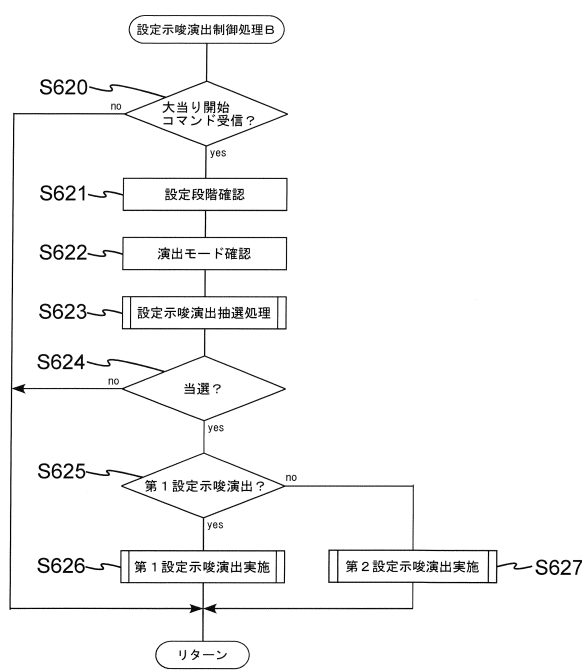 設定示唆演出制御処理B
S620
大当り開始
コマンド受信？
no
yes
S621
設定段階確認
S622
演出モード確認
S623
設定示唆演出抽選処理
S624
当選？
no
yes
S625
第１設定示唆演出？
no
yes
S626
第１設定示唆演出実施
第２設定示唆演出実施
S627
リターン